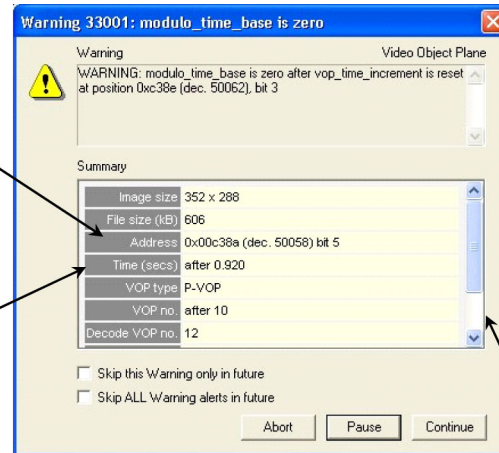 Warning 33001: modulo_time_base is zero
Warning Video Object Plane
WARNING: modulo_time_base is zero after vop_time_increment is reset
at position 0xc38e (dec. 50062), bit 3
Summary
Image size 352 x 288
File size (kB) 606
Address 0x00c38a (dec. 50058) bit 5
Time (secs) after 0.920
VOP type P-VOP
VOP no. after 10
Decode VOP no. 12
Skip this Warning only in future
Skip ALL Warning alerts in future
Abort Pause Continue